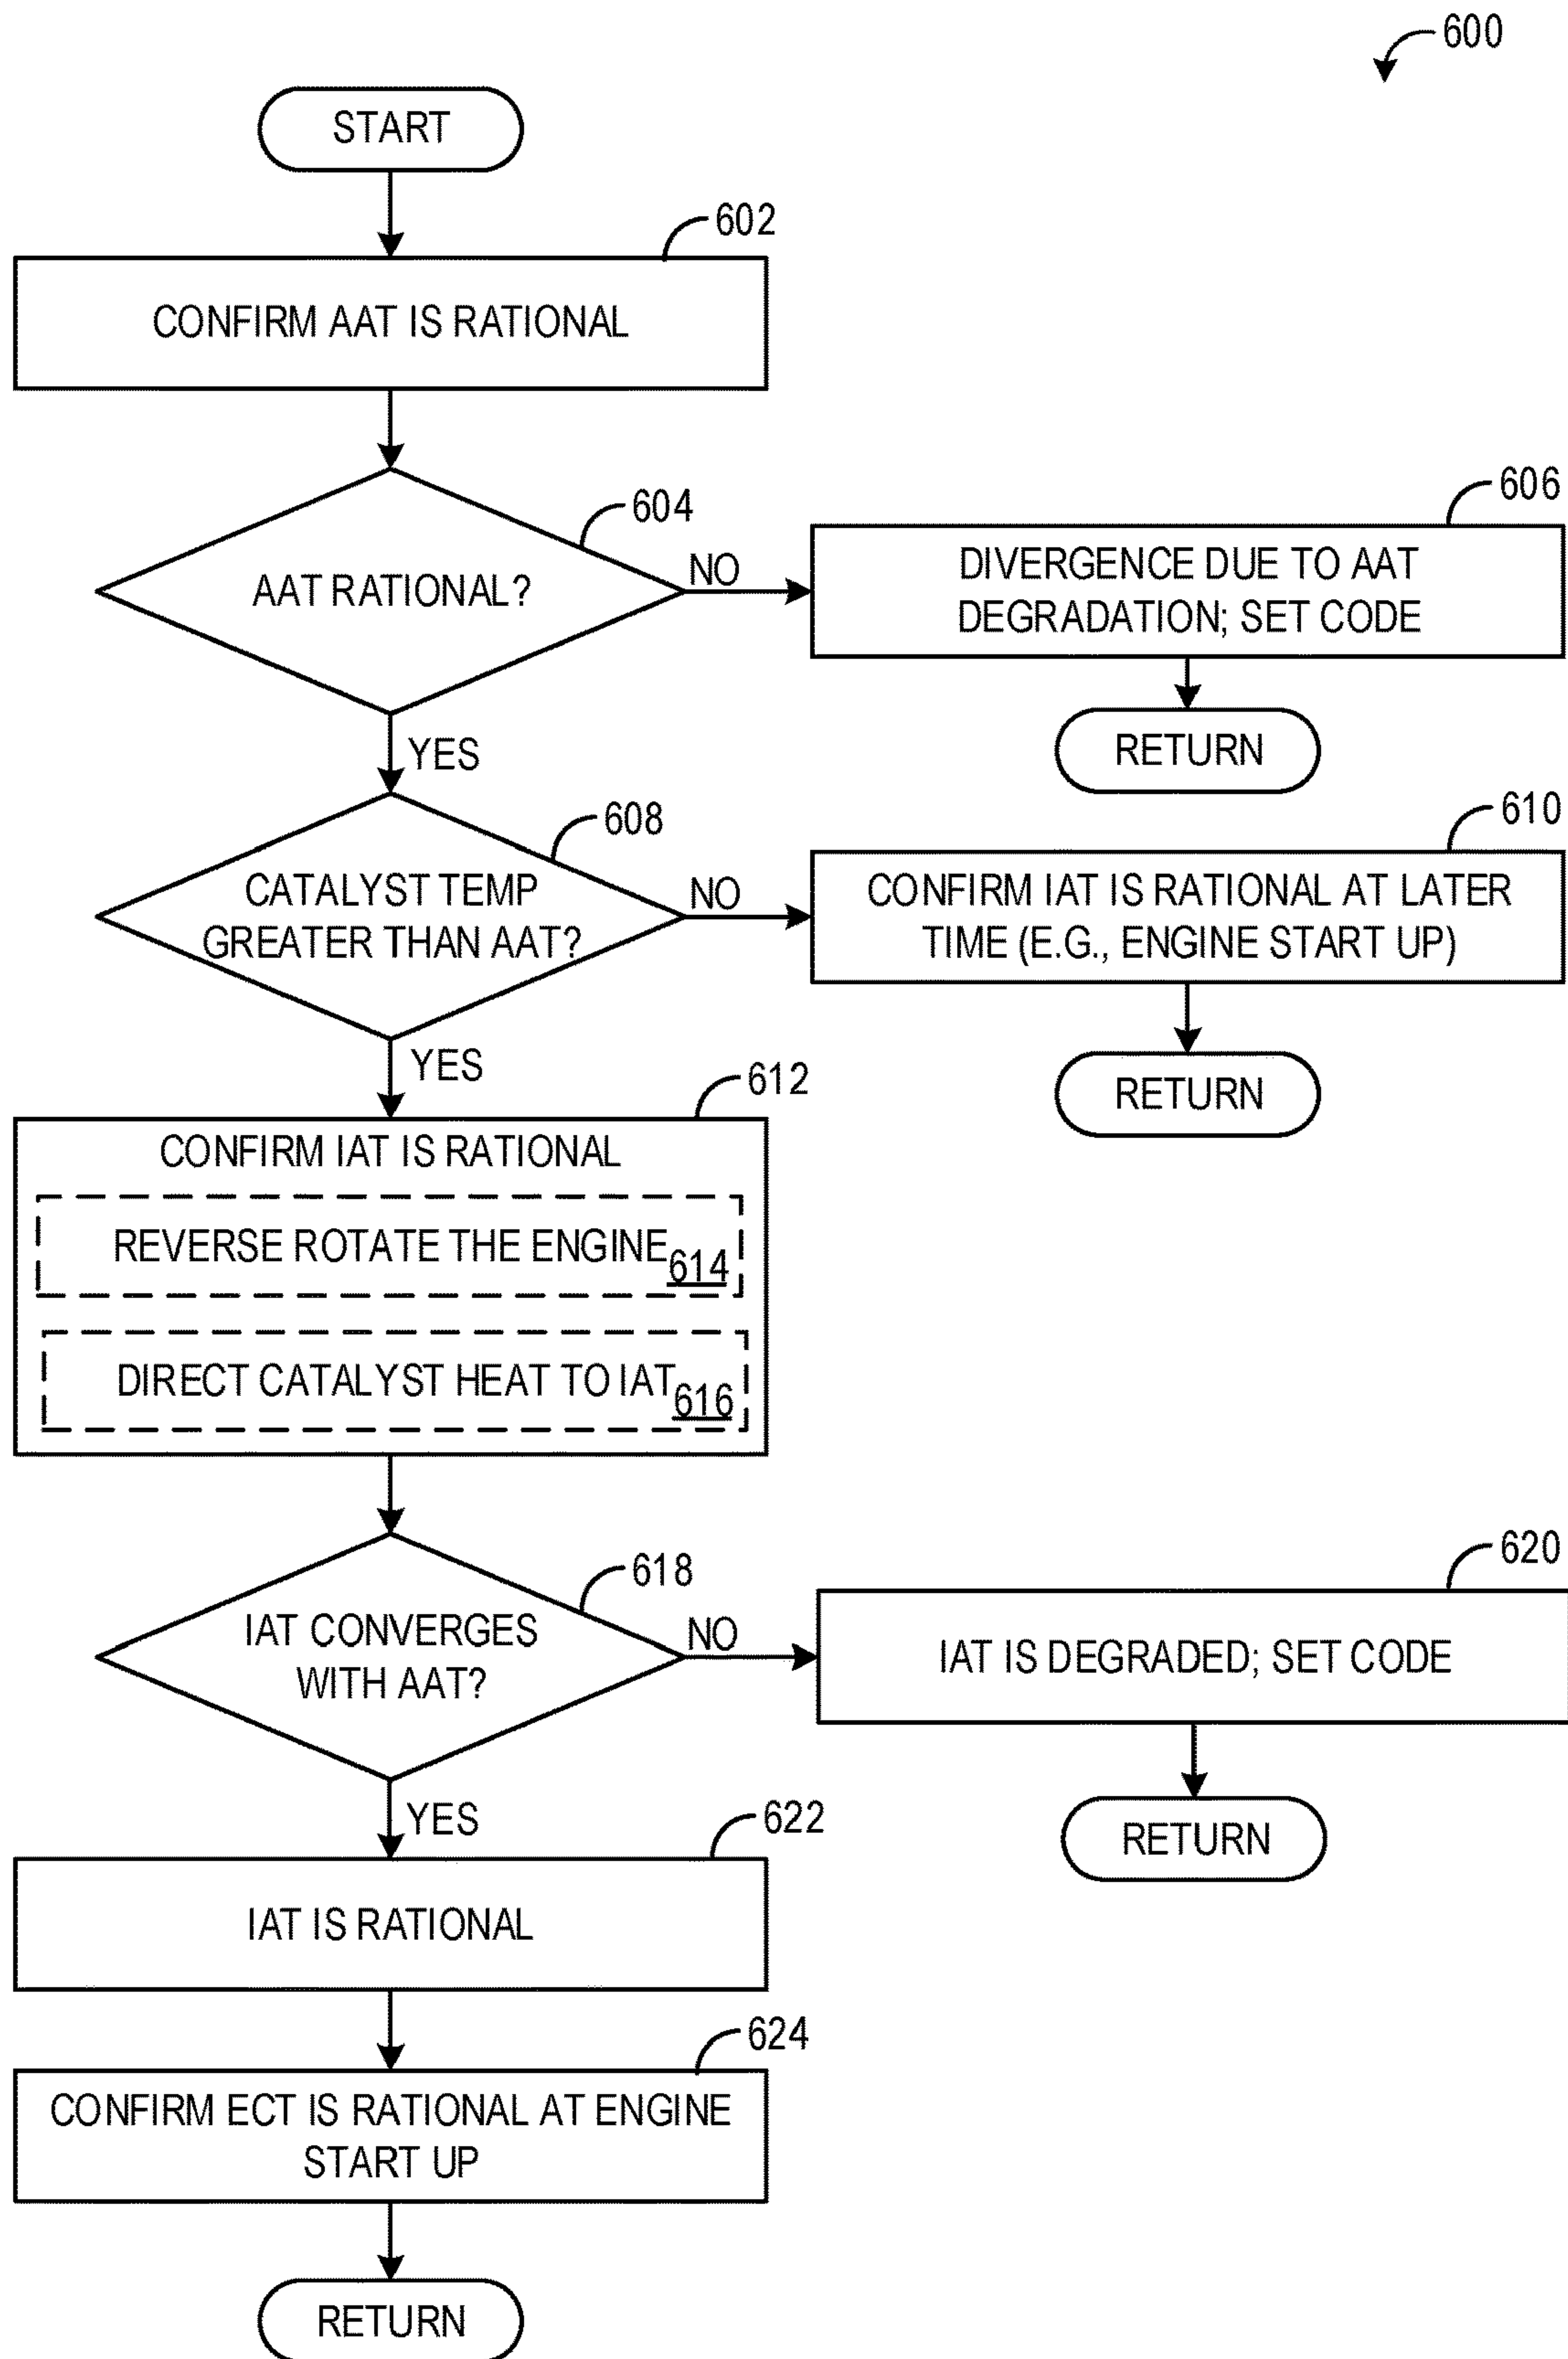 600
START
602
CONFIRM AAT IS RATIONAL
604
AAT RATIONAL?
NO
606
DIVERGENCE DUE TO AAT
DEGRADATION; SET CODE
RETURN
YES
608
CATALYST TEMP
GREATER THAN AAT?
NO
610
CONFIRM IAT IS RATIONAL AT LATER
TIME (E.G., ENGINE START UP)
RETURN
YES
612
CONFIRM IAT IS RATIONAL
REVERSE ROTATE THE ENGINE 614
DIRECT CATALYST HEAT TO IAT 616
618
IAT CONVERGES
WITH AAT?
NO
620
IAT IS DEGRADED; SET CODE
RETURN
YES
622
IAT IS RATIONAL
624
CONFIRM ECT IS RATIONAL AT ENGINE
START UP
RETURN